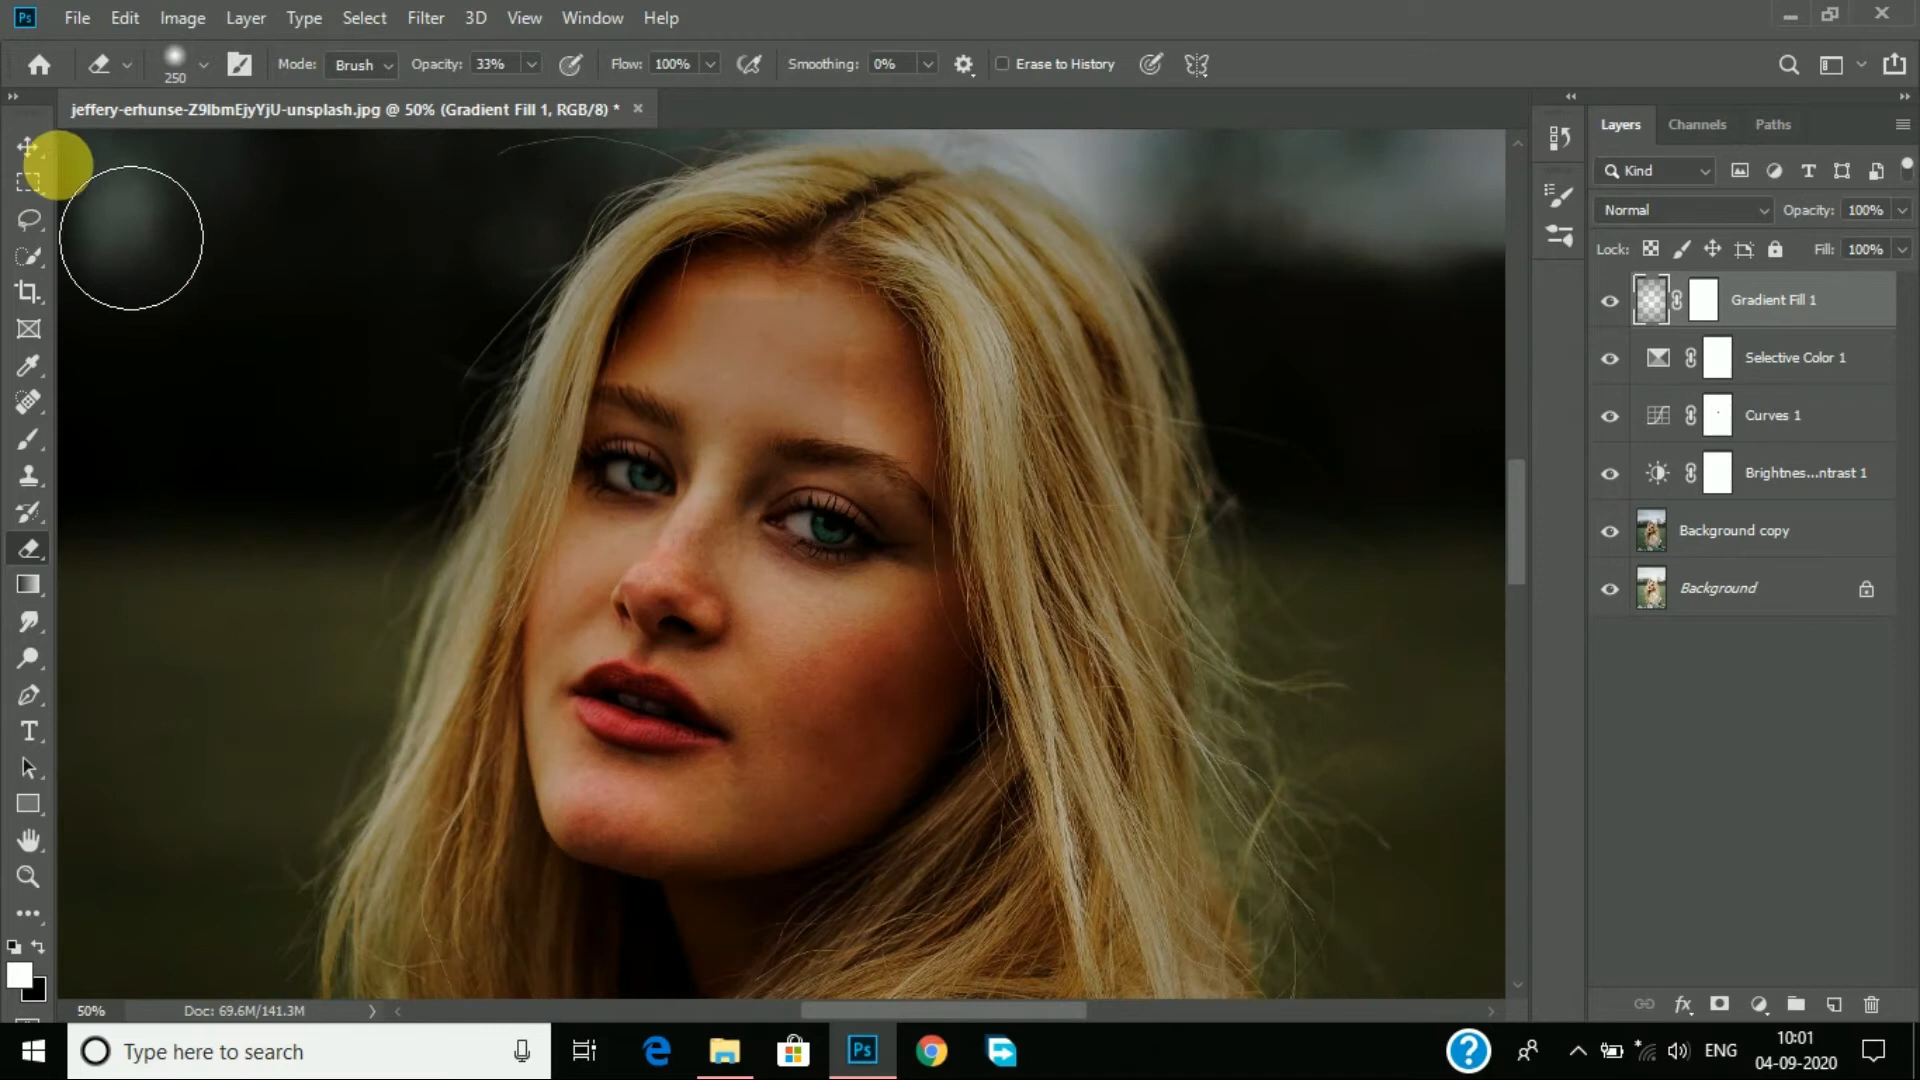 Ps File Edit Image Layer Type Select Filter 3D View Window Help
250 Mode: Brush Opacity: 33% Flow: 100% Smoothing: 0% Erase to History
jeffery-erhunse-Z9lbmEjyYjU-unsplash.jpg @ 50% (Gradient Fill 1, RGB/8) *
Layers Channels Paths
Kind
Normal Opacity: 100%
Lock: Fill: 100%
Gradient Fill 1
Selective Color 1
Curves 1
Brightnes...ntrast 1
Background copy
Background
T
fx
50% Doc: 69.6M/141.3M
Type here to search
Ps
ENG
10:01
04-09-2020